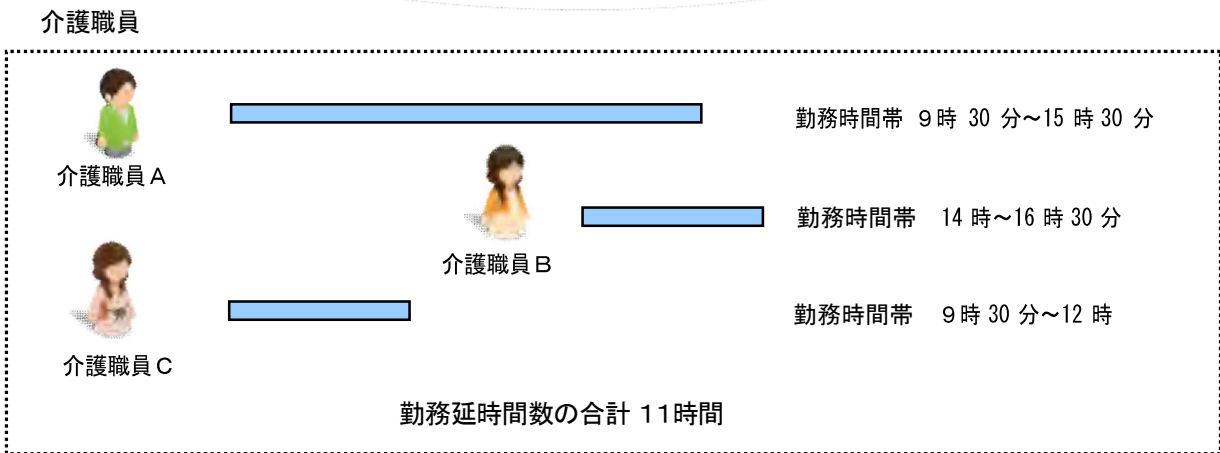 介護職員
介護職員A
勤務時間帯 9時 30 分～15 時 30 分
介護職員B
勤務時間帯 14 時～16 時 30 分
介護職員C
勤務時間帯 9時 30 分～12 時
勤務延時間数の合計 11時間